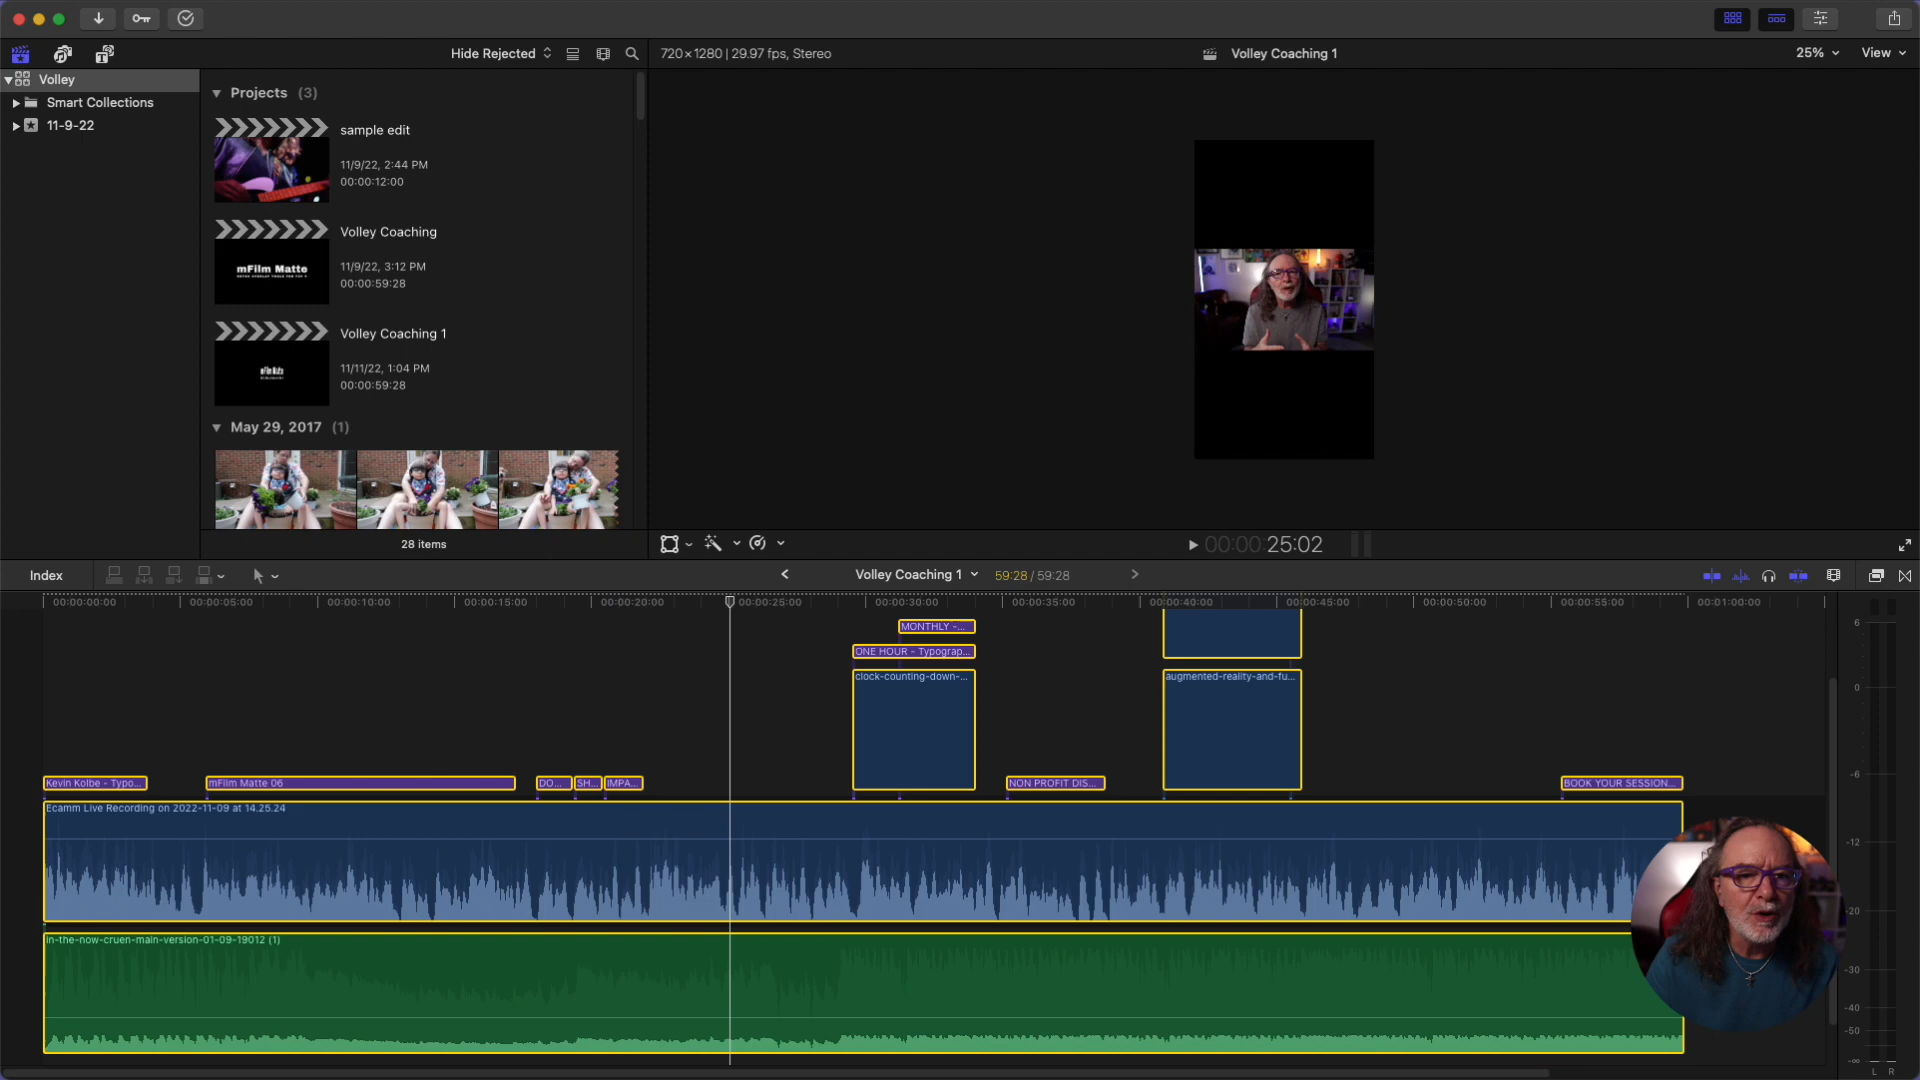 Hide Rejected
720×1280 | 29.97 fps, Stereo
Volley Coaching 1
25%
View
Volley
Smart Collections
11-9-22
Projects (3)
sample edit
11/9/22, 2:44 PM
00:00:12:00
Volley Coaching
11/9/22, 3:12 PM
00:00:59:28
mFilm Matte
Volley Coaching 1
11/11/22, 1:04 PM
00:00:59:28
May 29, 2017 (1)
28 items
00:00:25:02
Index
Volley Coaching 1
59:28 / 59:28
00:00:00:00
00:00:05:00
00:00:10:00
00:00:15:00
00:00:20:00
00:00:25:00
00:00:30:00
00:00:35:00
00:00:40:00
00:00:45:00
00:00:50:00
00:00:55:00
00:01:00:00
MONTHLY -...
ONE HOUR - Typograp...
clock-counting-down-...
augmented-reality-and-fu...
Kevin Kolbe - Typo...
mFilm Matte 06
DO...
SH...
IMPA...
NON PROFIT DIS...
BOOK YOUR SESSION...
Ecamm Live Recording on 2022-11-09 at 14.25.24
in-the-now-cruen-main-version-01-09-19012 (1)
6
0
-6
-12
-20
-30
-40
-50
-∞
L R